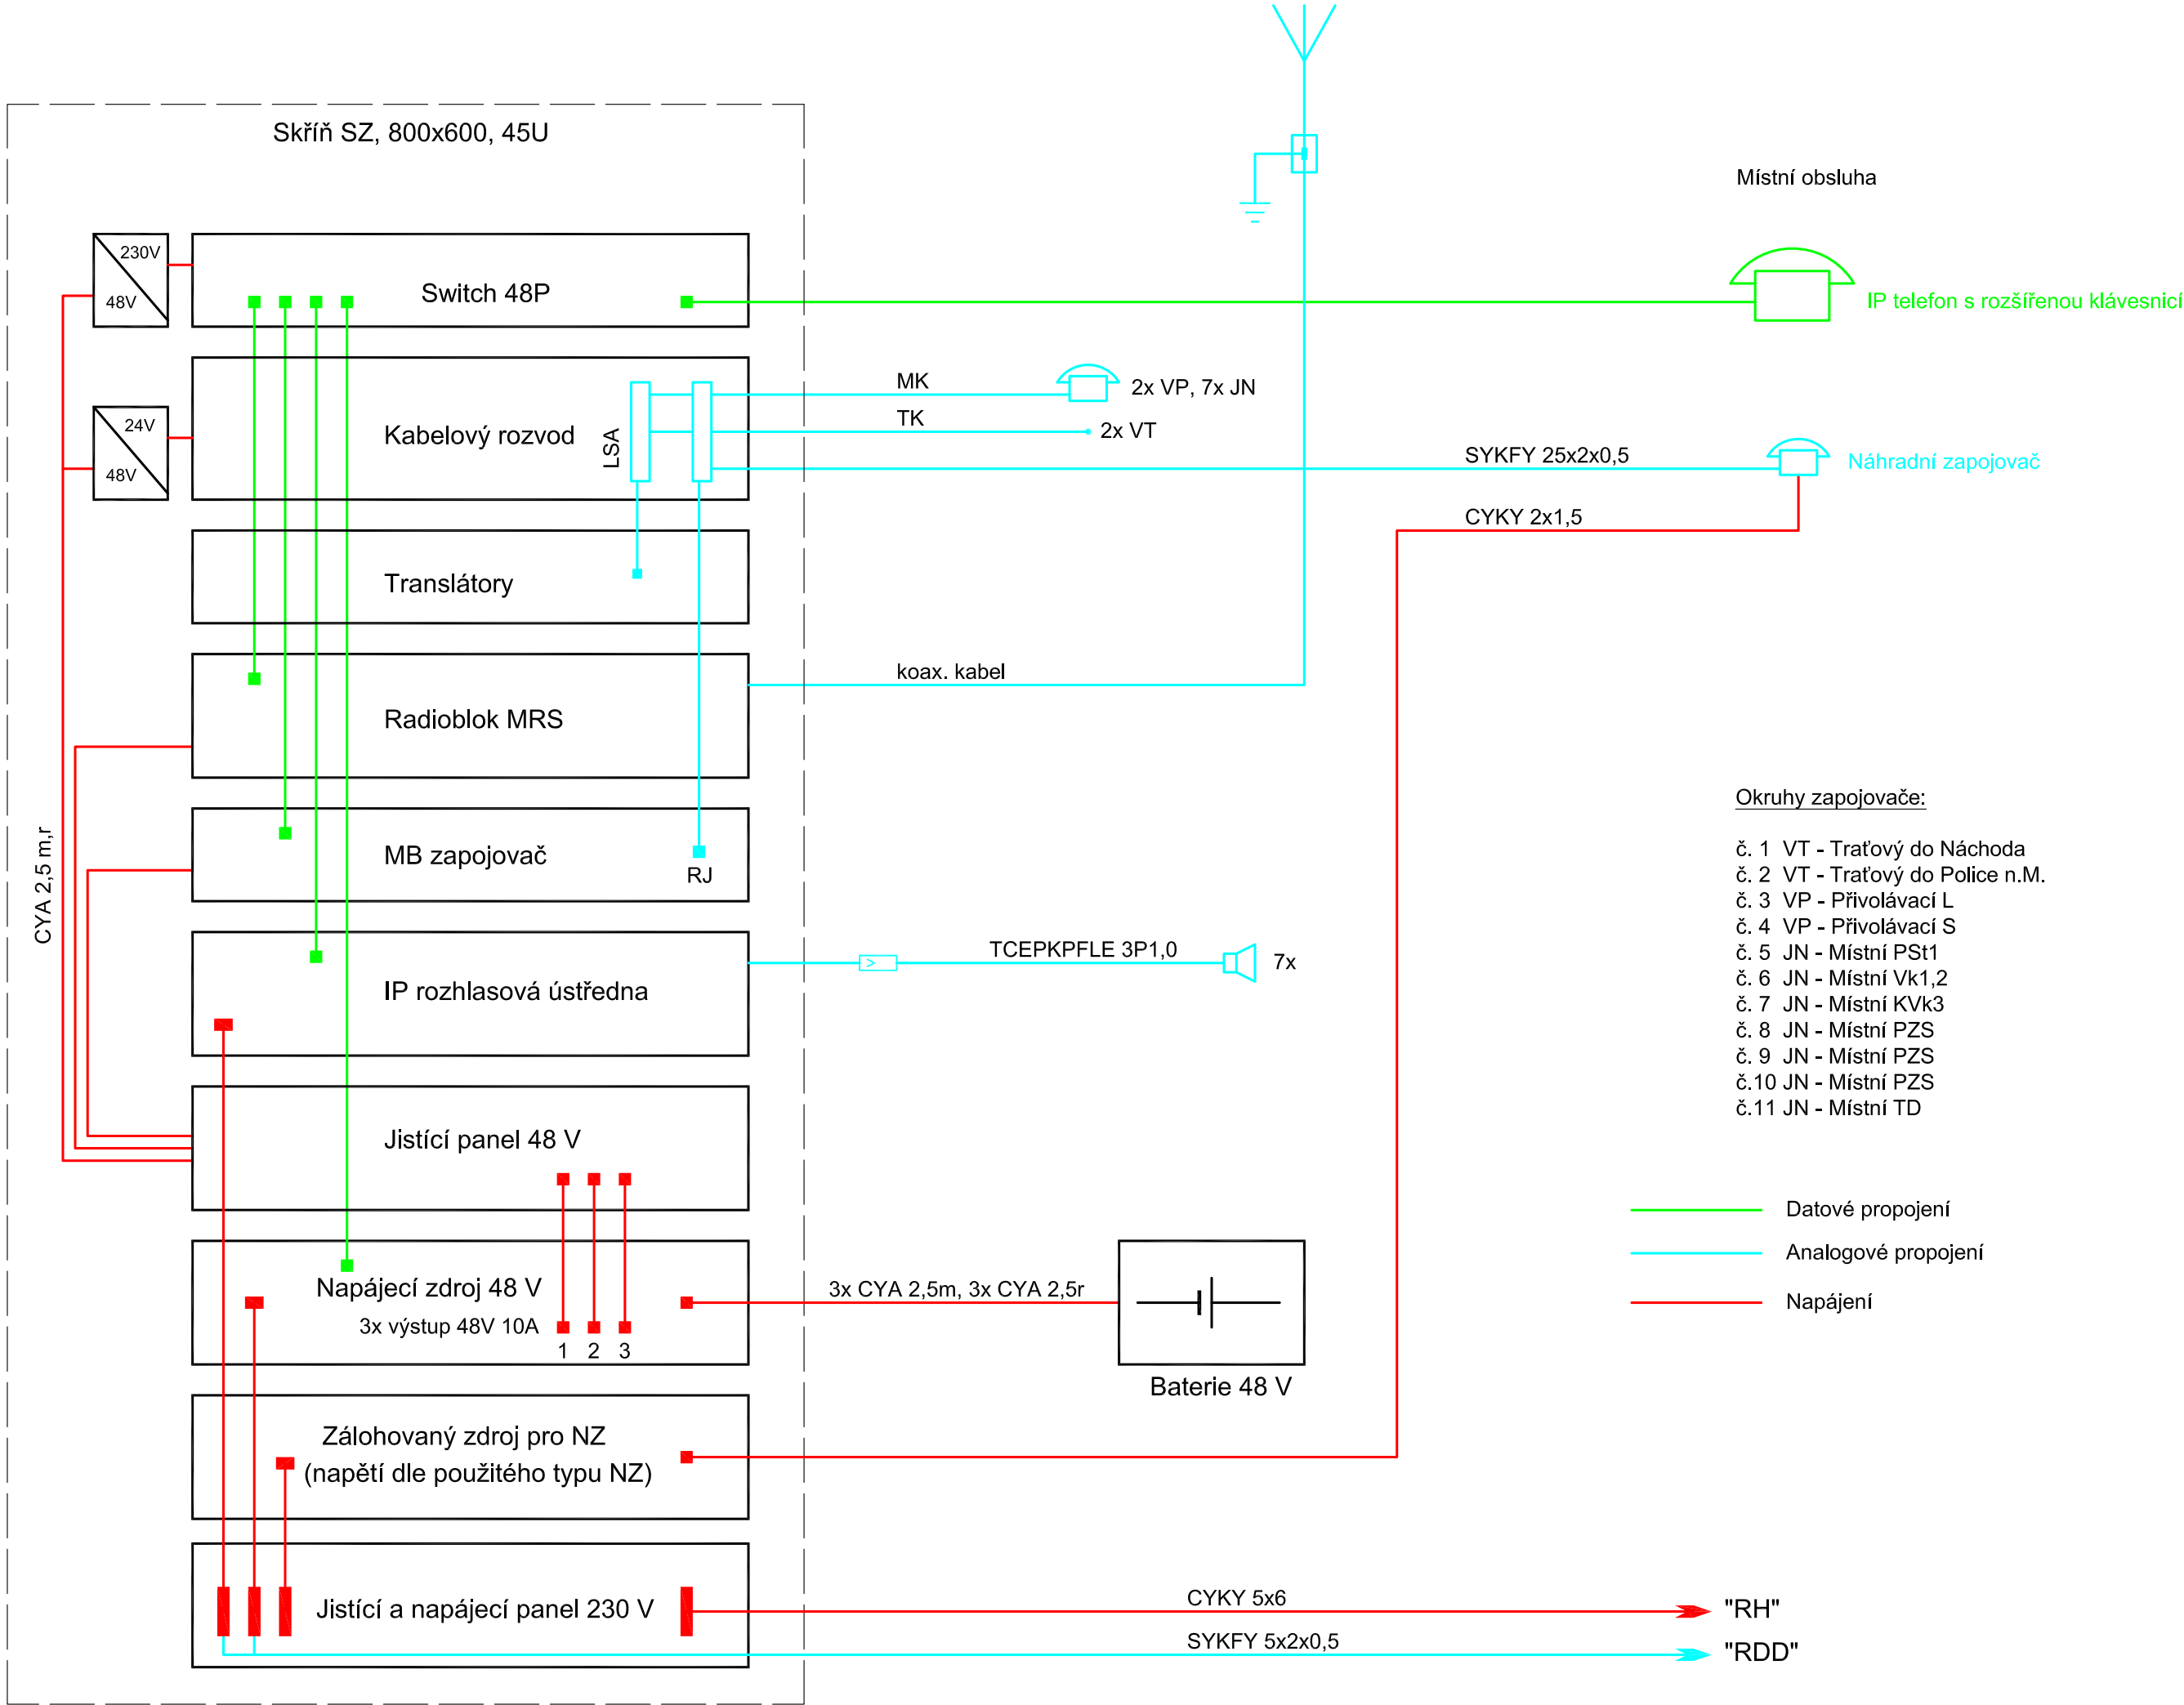 Skříň SZ, 800x600, 45U
Místní obsluha
230V
48V
Switch 48P
IP telefon s rozšířenou klávesnicí
MK
2x VP, 7x JN
TK
2x VT
24V
48V
Kabelový rozvod
LSA
SYKFY 25x2x0,5
Náhradní zapojovač
CYKY 2x1,5
Translátory
koax. kabel
Radioblok MRS
CYA 2,5 m,r
MB zapojovač
RJ
Okruhy zapojovače:
č. 1 VT - Traťový do Náchoda
č. 2 VT - Traťový do Police n.M.
č. 3 VP - Přivolávací L
č. 4 VP - Přivolávací S
č. 5 JN - Místní PSt1
č. 6 JN - Místní Vk1,2
č. 7 JN - Místní KVk3
č. 8 JN - Místní PZS
č. 9 JN - Místní PZS
č.10 JN - Místní PZS
č.11 JN - Místní TD
TCEPKPFLE 3P1,0
7x
IP rozhlasová ústředna
Jistící panel 48 V
Datové propojení
Analogové propojení
Napájení
Napájecí zdroj 48 V
3x výstup 48V 10A
1 2 3
3x CYA 2,5m, 3x CYA 2,5r
Baterie 48 V
Zálohovaný zdroj pro NZ
(napětí dle použitého typu NZ)
Jistící a napájecí panel 230 V
CYKY 5x6
"RH"
SYKFY 5x2x0,5
"RDD"